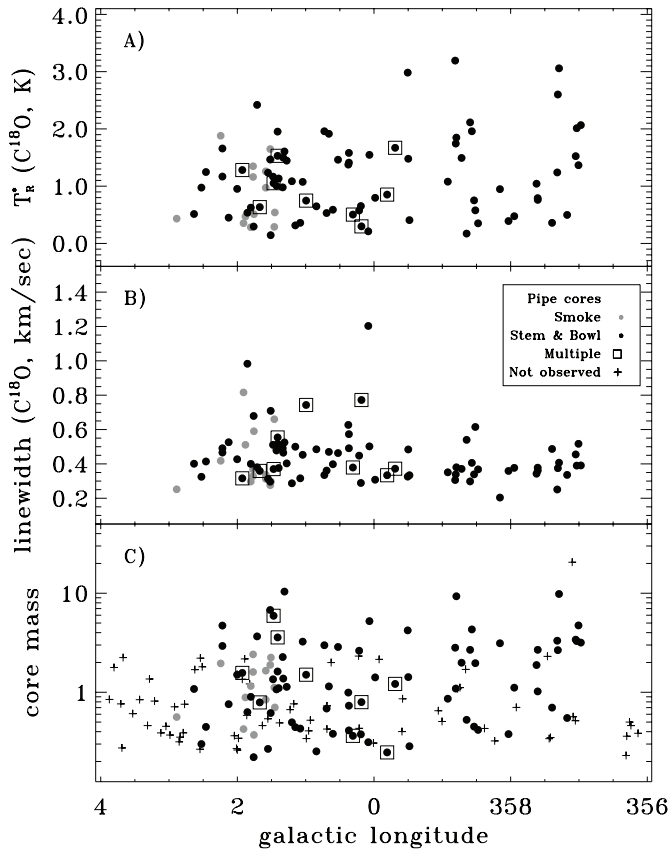 A)
4.0
3.0
2.0
1.0
0.0
T*R (C18O, K)
B)
1.4
1.2
1.0
0.8
0.6
0.4
0.2
linewidth (C18O, km/sec)
Pipe cores
Smoke
Stem & Bowl
Multiple
Not observed
C)
10
1
core mass
4 2 0 358 356
galactic longitude